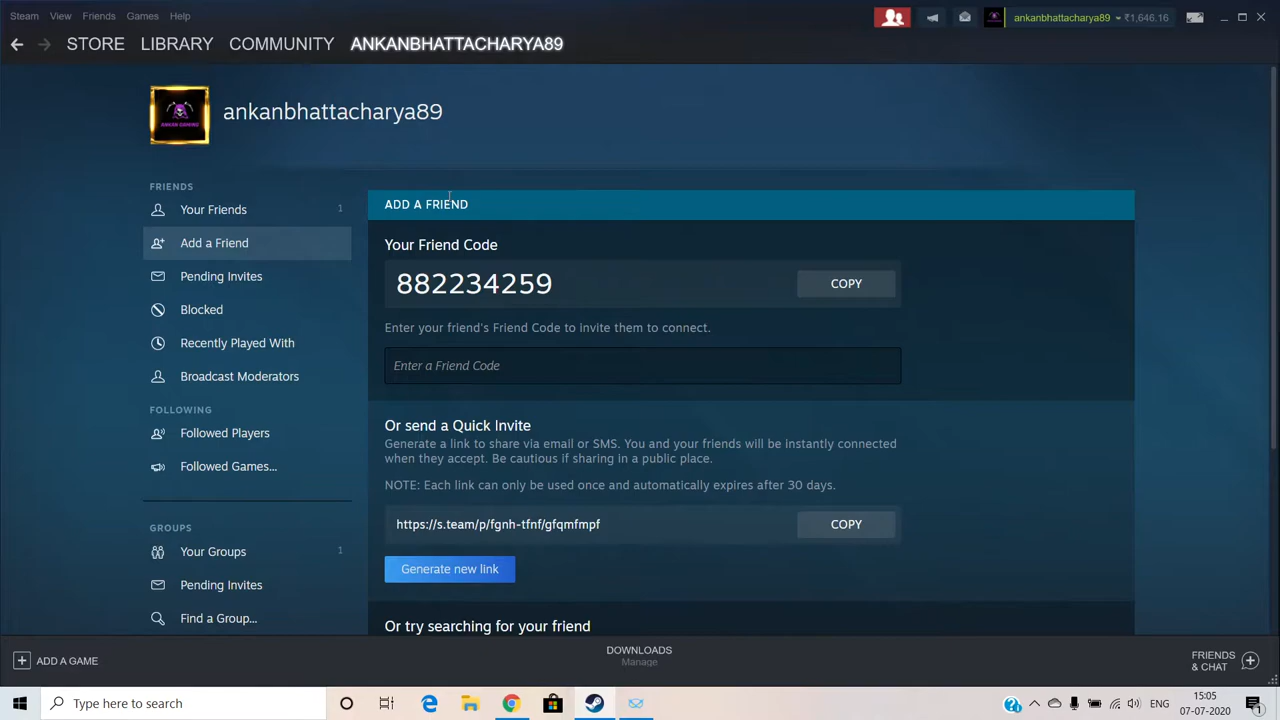 Steam View Friends Games Help
ankanbhattacharya89 ₹1,646.16
STORE LIBRARY COMMUNITY ANKANBHATTACHARYA89
ankanbhattacharya89
ANKAN GAMING
FRIENDS
Your Friends 1
Add a Friend
Pending Invites
Blocked
Recently Played With
Broadcast Moderators
FOLLOWING
Followed Players
Followed Games...
GROUPS
Your Groups 1
Pending Invites
Find a Group...
ADD A FRIEND
Your Friend Code
882234259 COPY
Enter your friend's Friend Code to invite them to connect.
Enter a Friend Code
Or send a Quick Invite
Generate a link to share via email or SMS. You and your friends will be instantly connected
when they accept. Be cautious if sharing in a public place.
NOTE: Each link can only be used once and automatically expires after 30 days.
https://s.team/p/fgnh-tfnf/gfqmfmpf COPY
Generate new link
Or try searching for your friend
ADD A GAME
DOWNLOADS
Manage
FRIENDS
& CHAT
Type here to search
ENG
15:05
07-07-2020
1